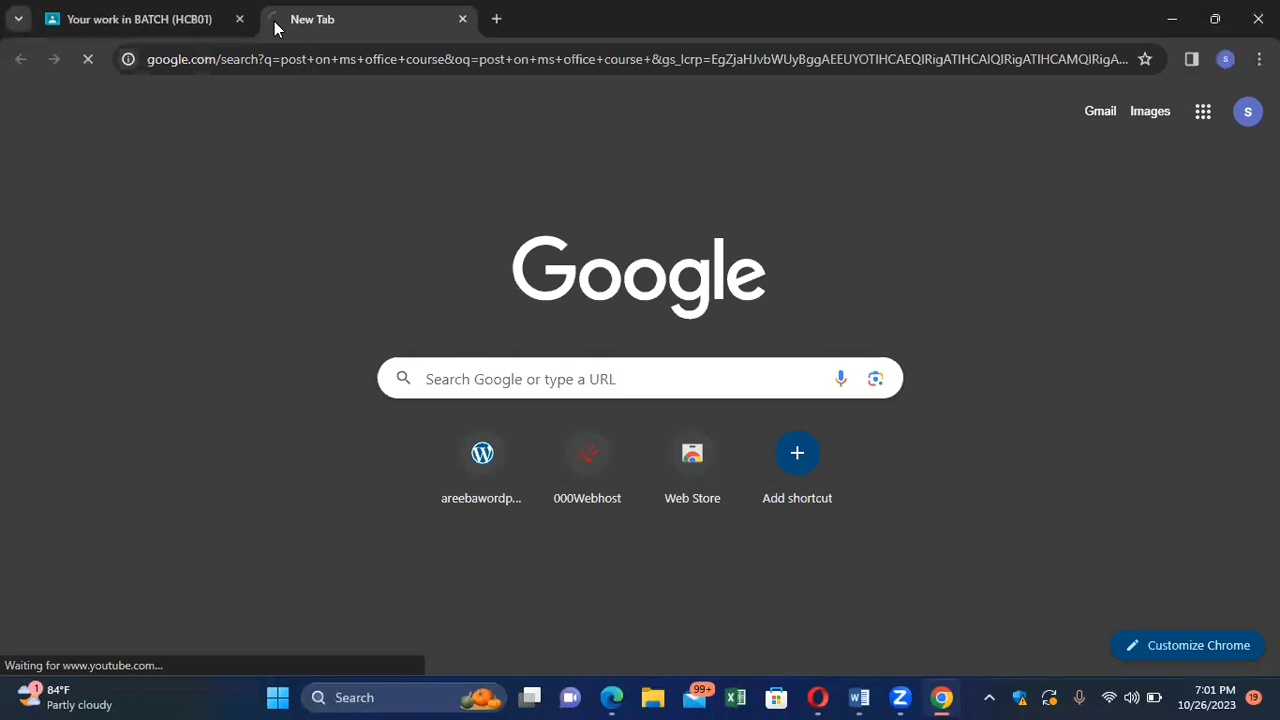 Your work in BATCH (HCB01)
New Tab
google.com/search?q=post+on+ms+office+course&oq=post+on+ms+office+course+&gs_lcrp=EgZjaHJvbWUyBggAEEUYOTIHCAEQIRigATIHCAIQIRigATIHCAMQIRigA...
S
Gmail
Images
S
Google
Search Google or type a URL
areebawordp...
000Webhost
Web Store
Add shortcut
Customize Chrome
Waiting for www.youtube.com...
1
84°F
Partly cloudy
Search
99+
7:01 PM
10/26/2023
19